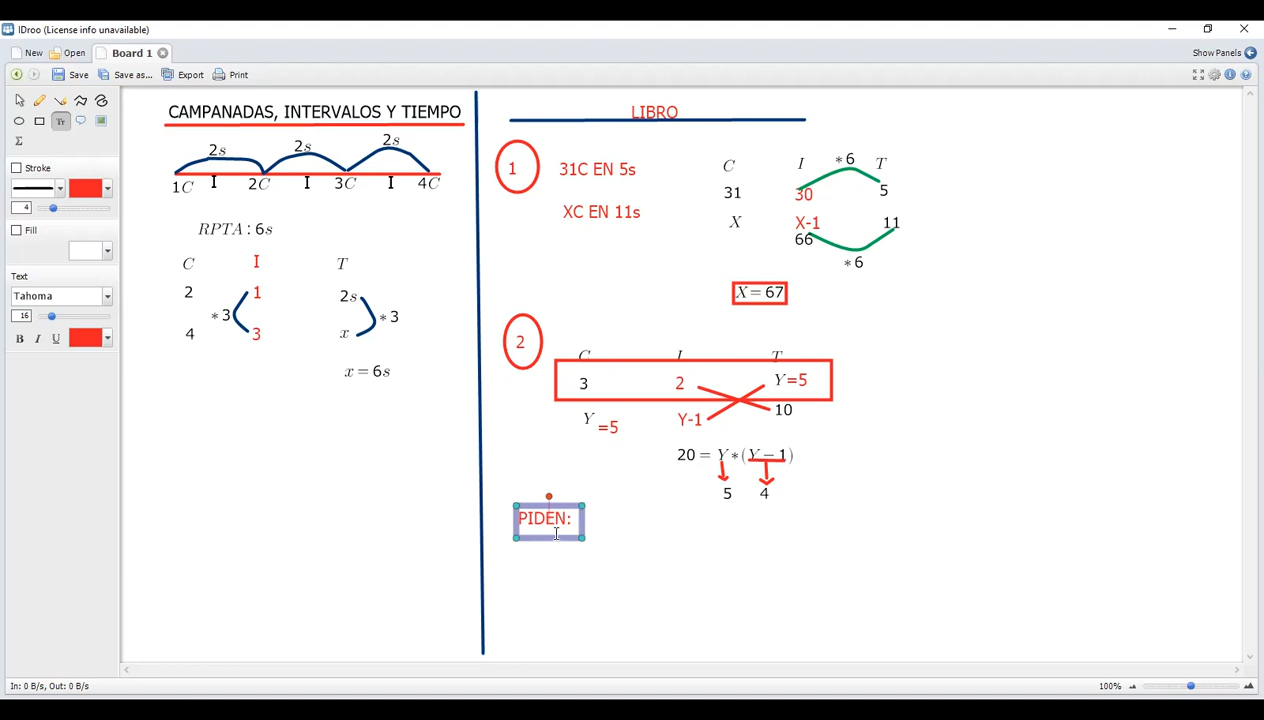 IDroo (License info unavailable)
New Open Board 1
Show Panels
Save Save as... Export Print
Stroke
4
Fill
Text
Tahoma
16
B I U
CAMPANADAS, INTERVALOS Y TIEMPO
2s 2s 2s
1C I 2C I 3C I 4C
RPTA : 6s
C I T
2 1 2s
* 3 * 3
4 3 x
x = 6s
LIBRO
1 31C EN 5s
XC EN 11s
C I * 6 T
31 30 5
X X-1 11
66
* 6
X = 67
2
C I T
3 2 Y =5
Y =5 Y-1 10
20 = Y * (Y − 1)
5 4
PIDEN:
In: 0 B/s, Out: 0 B/s
100%